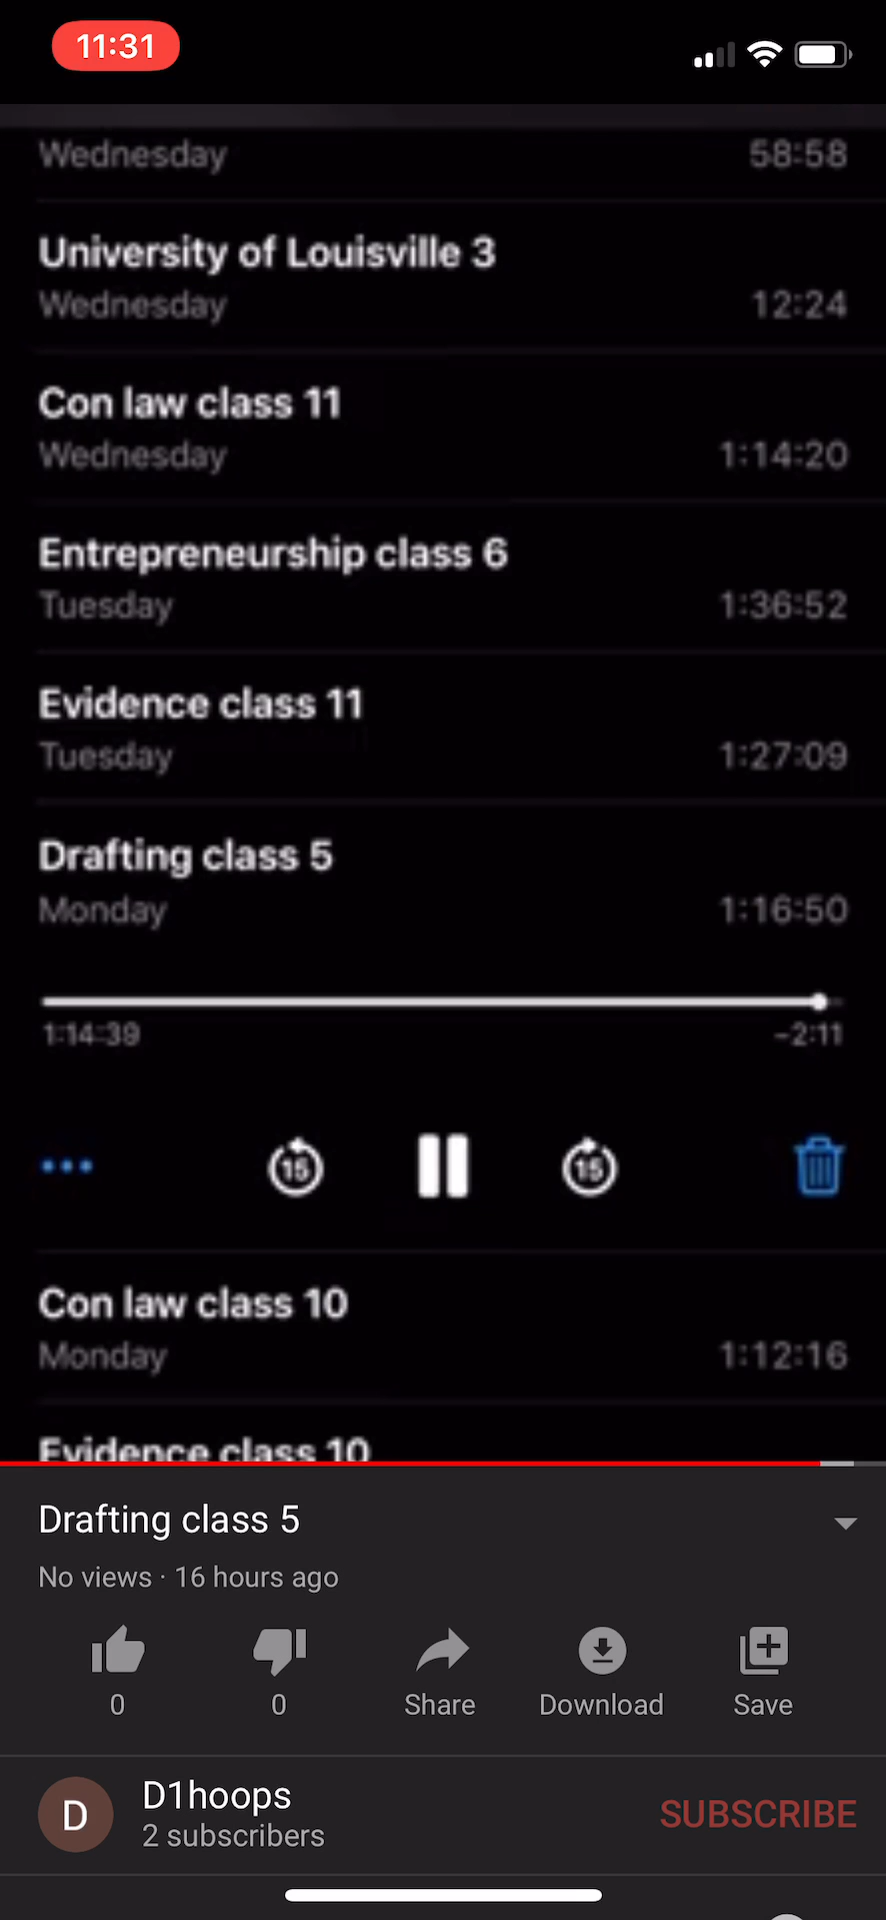 11:31
Wednesday 58:58
University of Louisville 3
Wednesday 12:24
Con law class 11
Wednesday 1:14:20
Entrepreneurship class 6
Tuesday 1:36:52
Evidence class 11
Tuesday 1:27:09
Drafting class 5
Monday 1:16:50
1:14:39 -2:11
15 15
Con law class 10
Monday 1:12:16
Evidence class 10
Drafting class 5
No views · 16 hours ago
0 0 Share Download Save
D D1hoops SUBSCRIBE
2 subscribers